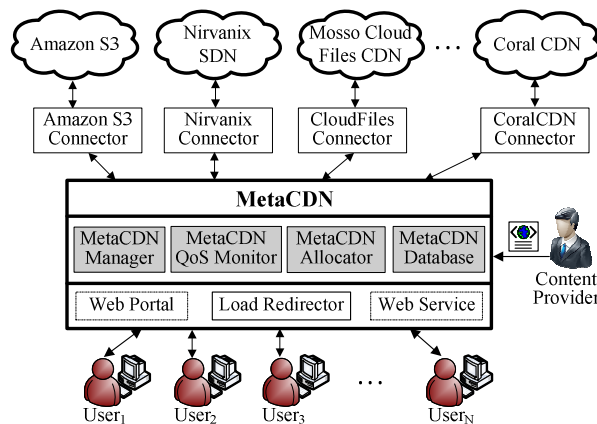 Amazon S3
Nirvanix
SDN
Mosso Cloud
Files CDN
...
Coral CDN
Amazon S3
Connector
Nirvanix
Connector
CloudFiles
Connector
CoralCDN
Connector
MetaCDN
MetaCDN
Manager
MetaCDN
QoS Monitor
MetaCDN
Allocator
MetaCDN
Database
Content
Provider
Web Portal
Load Redirector
Web Service
...
User1
User2
User3
UserN